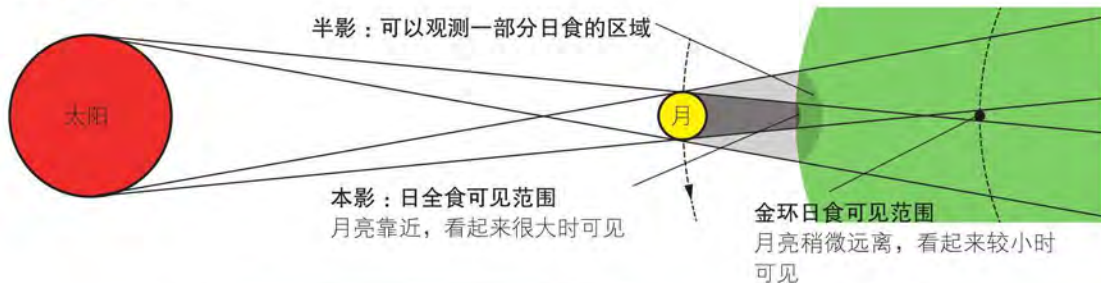 半影：可以观测一部分日食的区域
太阳
月
本影：日全食可见范围
月亮靠近，看起来很大时可见
金环日食可见范围
月亮稍微远离，看起来较小时
可见